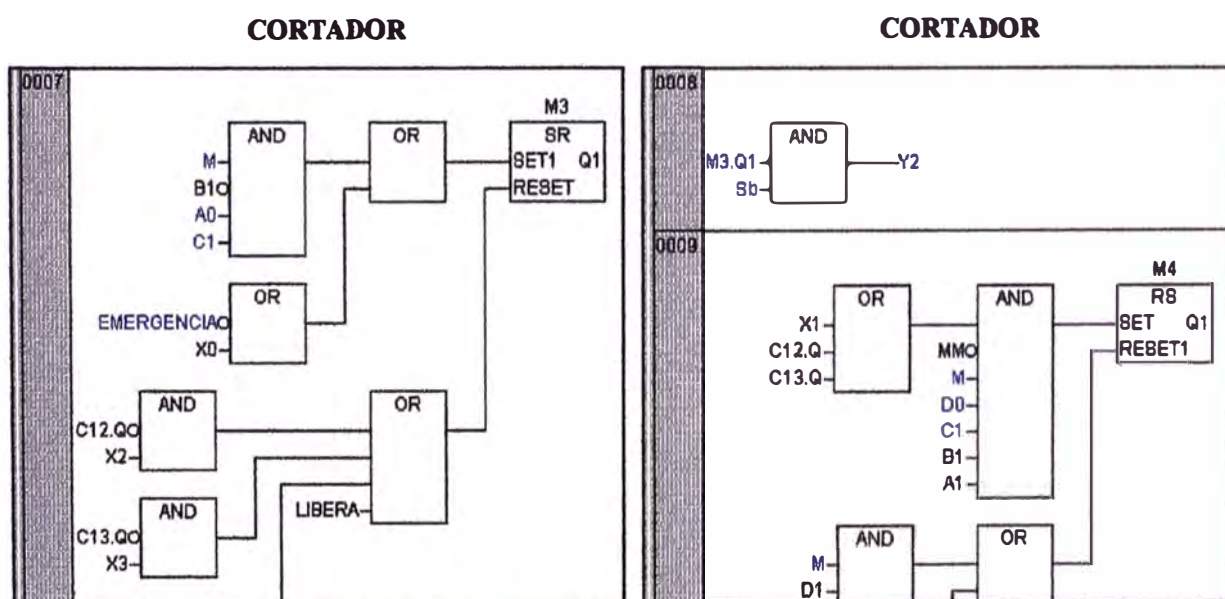 CORTADOR
0007
M3
AND
OR
SR
M
SET1 Q1
B1
RESET
A0
C1
OR
EMERGENCIA
X0
AND
OR
C12.Q
X2
AND
LIBERA
C13.Q
X3
CORTADOR
0008
AND
M3.Q1
Y2
Sb
0009
M4
OR
AND
RS
X1
SET Q1
C12.Q
MM
RESET1
C13.Q
M
D0
C1
B1
A1
AND
OR
M
D1